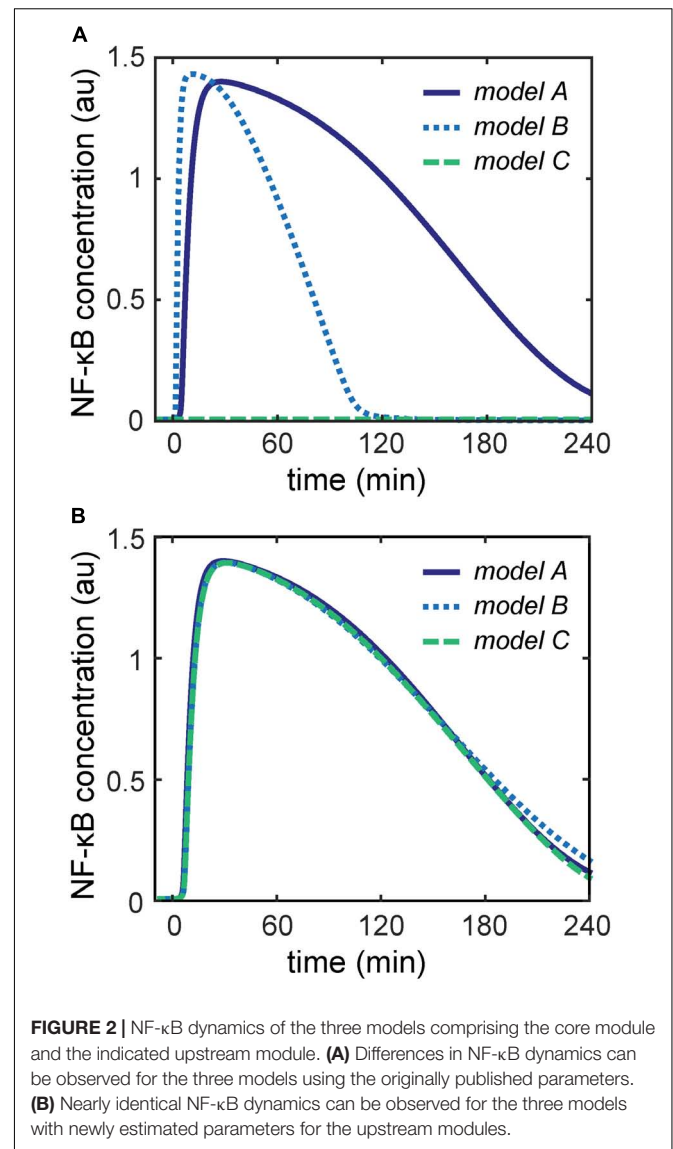 A
NF-κB concentration (au)
1.5
1
0.5
0
model A
model B
model C
0 60 120 180 240
time (min)
B
NF-κB concentration (au)
1.5
1
0.5
0
model A
model B
model C
0 60 120 180 240
time (min)
FIGURE 2 | NF-κB dynamics of the three models comprising the core module
and the indicated upstream module. (A) Differences in NF-κB dynamics can
be observed for the three models using the originally published parameters.
(B) Nearly identical NF-κB dynamics can be observed for the three models
with newly estimated parameters for the upstream modules.